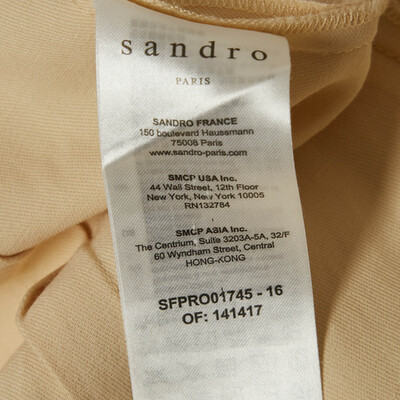 sandro
PARIS
SANDRO FRANCE
150 boulevard Haussmann
75008 Paris
www.sandro-paris.com
SMCP USA Inc.
44 Wall Street, 12th Floor
New York, New York 10005
RN132784
SMCP ASIA Inc.
The Centrium, Suite 3203A-5A, 32/F
60 Wyndham Street, Central
HONG-KONG
SFPRO01745 - 16
OF: 141417